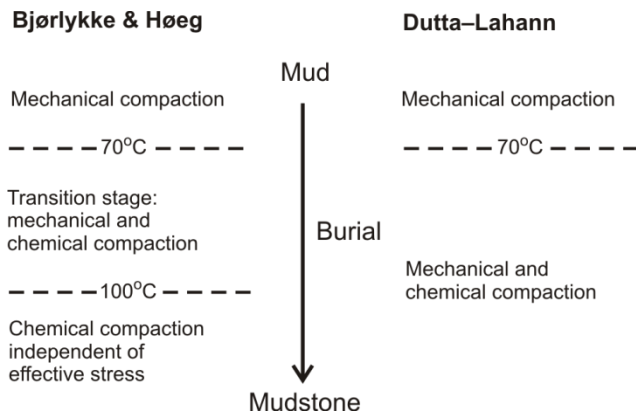 Bjørlykke & Høeg
Mechanical compaction
70°C
Transition stage:
mechanical and
chemical compaction
100°C
Chemical compaction
independent of
effective stress
Mud
Burial
Mudstone
Dutta–Lahann
Mechanical compaction
70°C
Mechanical and
chemical compaction